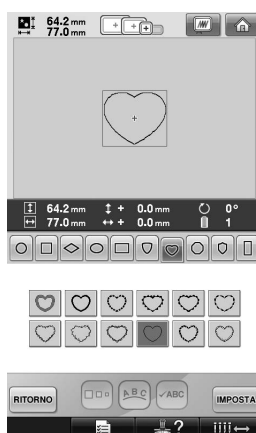 64.2 mm
77.0 mm
64.2 mm + 0.0 mm 0°
77.0 mm + 0.0 mm 1
RITORNO ABC ABC IMPOSTA
?